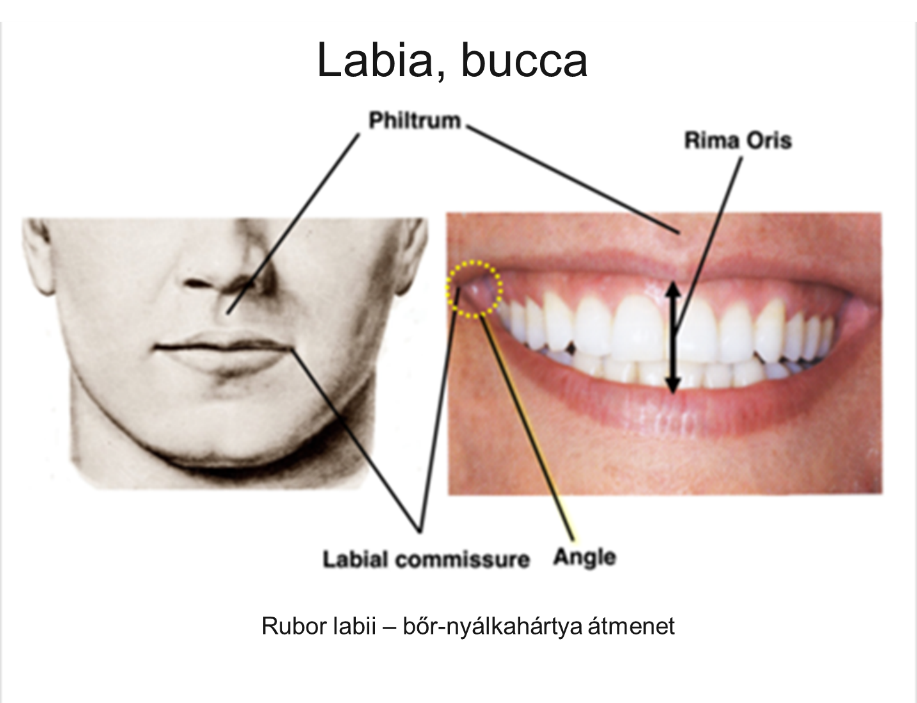 Labia, bucca
Philtrum
Rima Oris
Labial commissure
Angle
Rubor labii – bőr-nyálkahártya átmenet